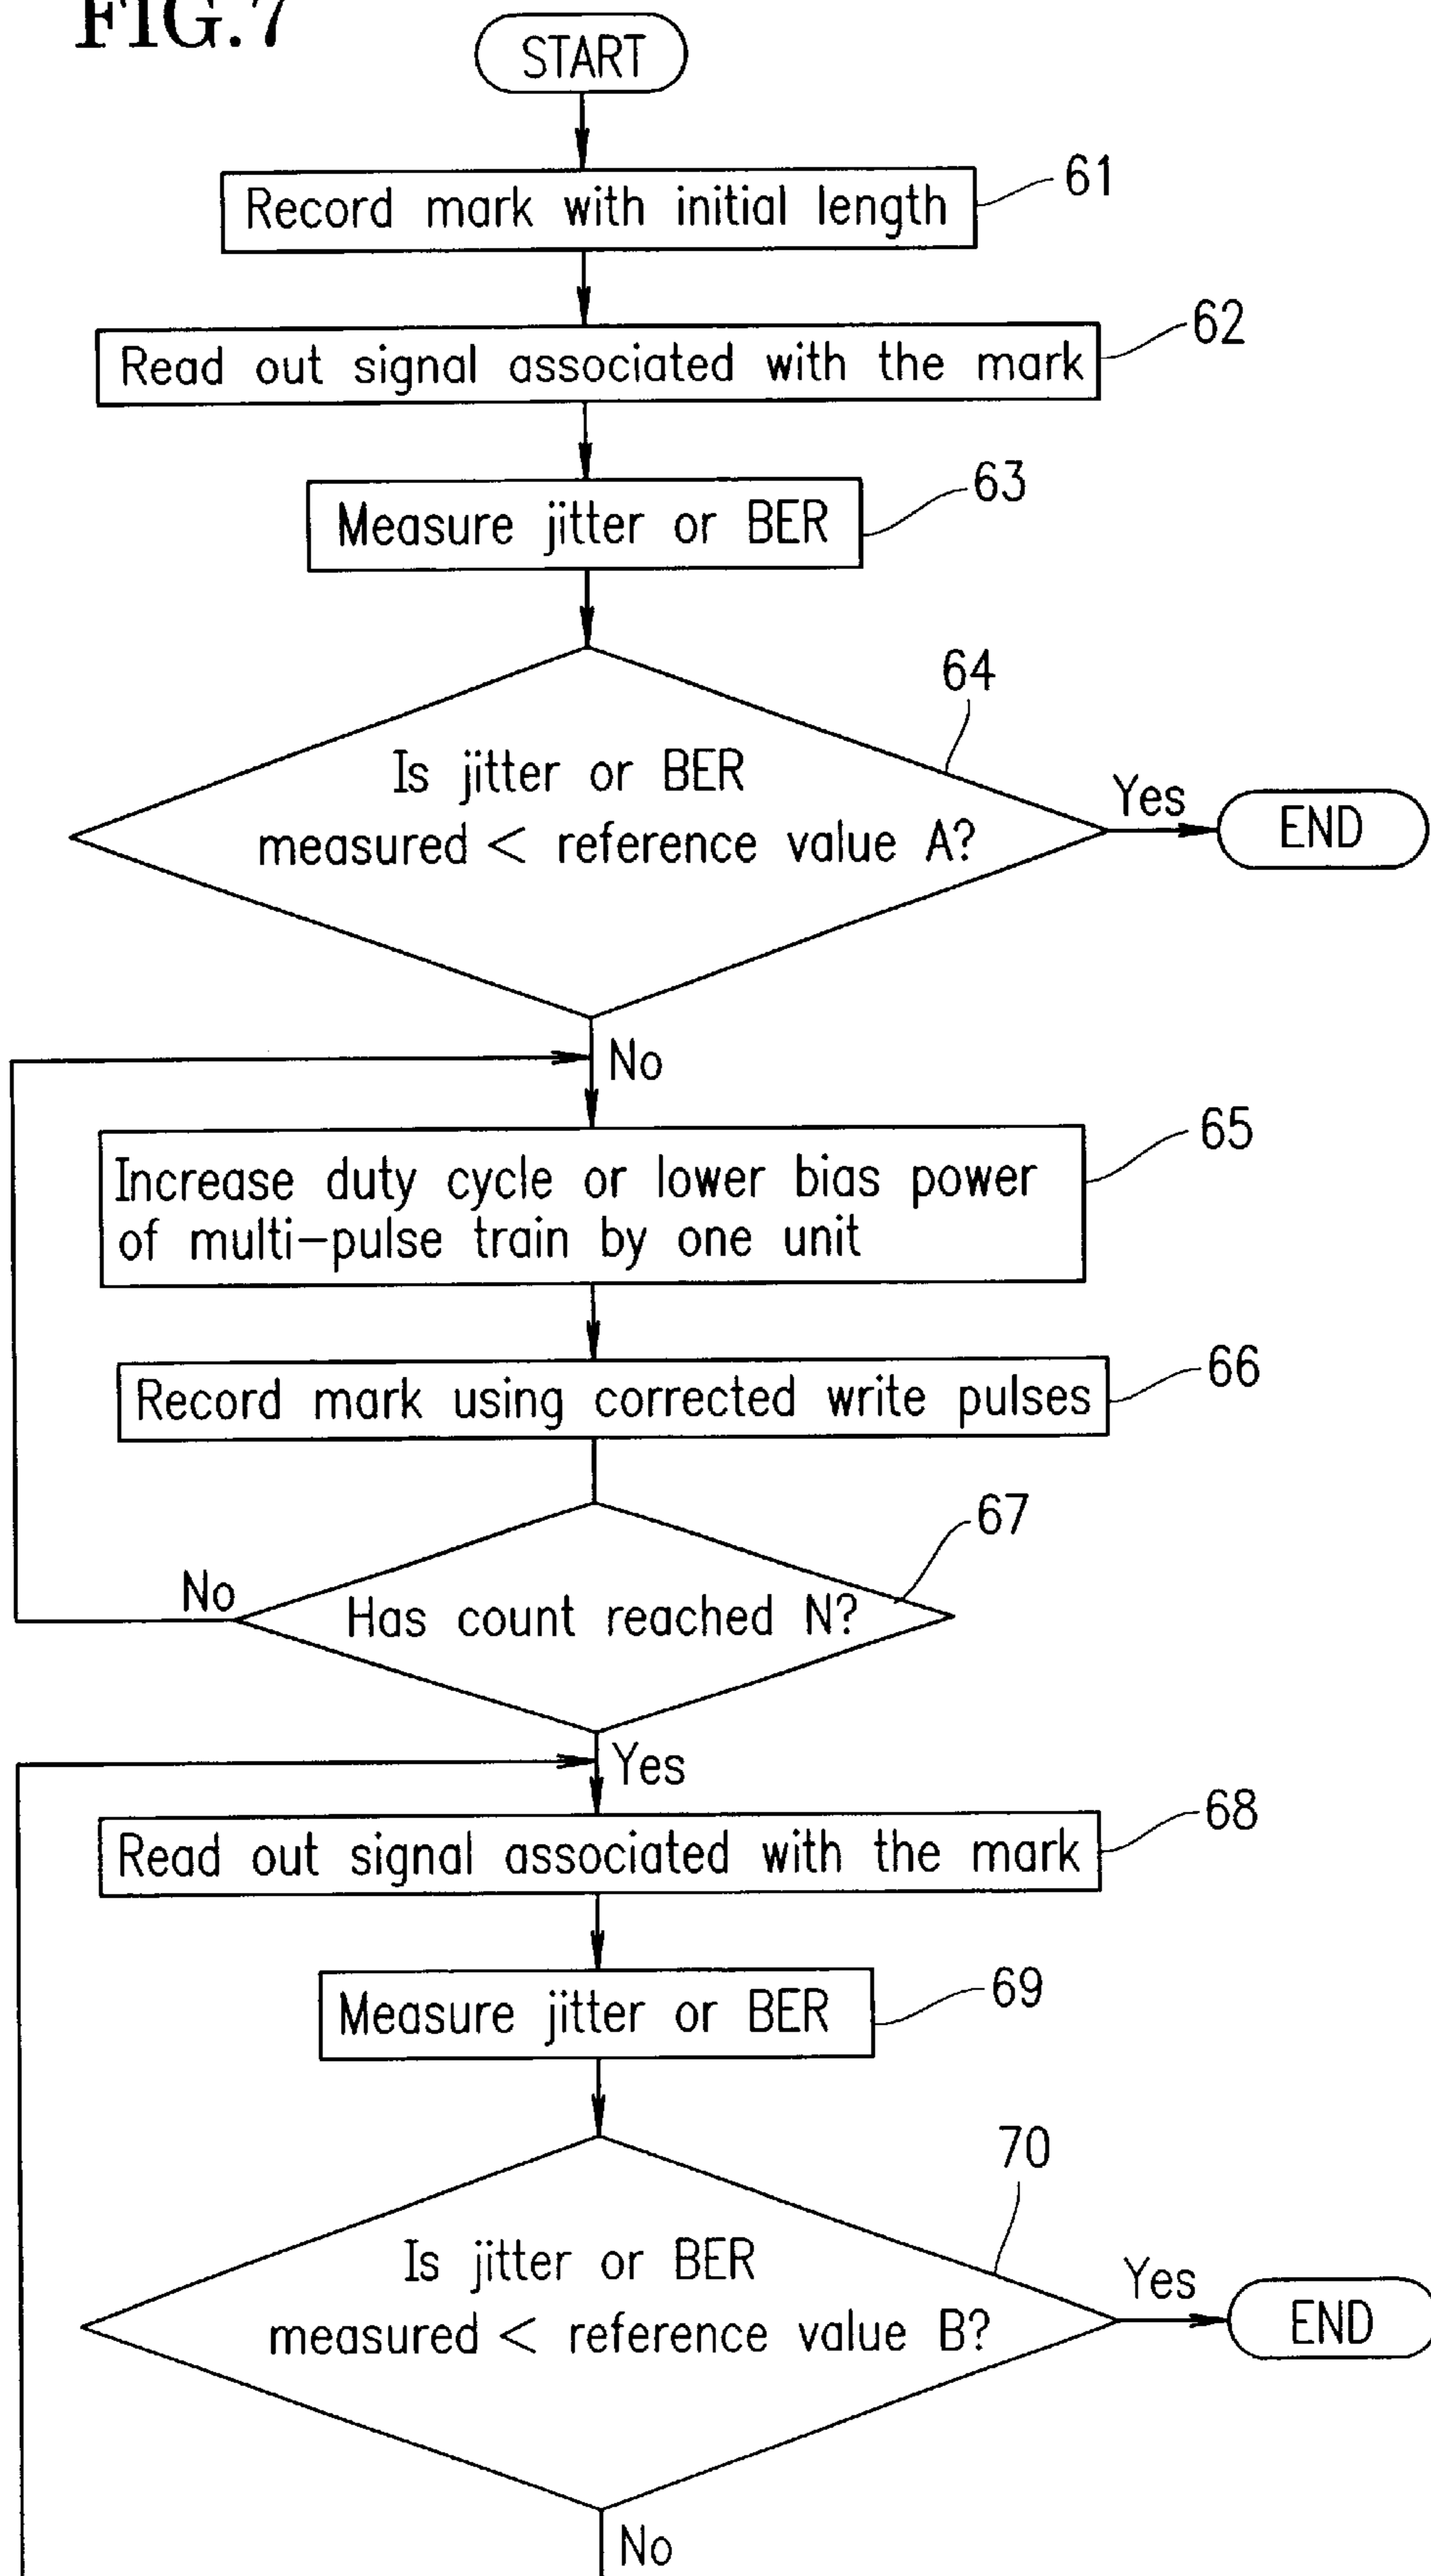 FIG.7
START
Record mark with initial length
61
Read out signal associated with the mark
62
Measure jitter or BER
63
64
Is jitter or BER
measured < reference value A?
Yes
END
No
Increase duty cycle or lower bias power
of multi-pulse train by one unit
65
Record mark using corrected write pulses
66
67
No
Has count reached N?
Yes
Read out signal associated with the mark
68
Measure jitter or BER
69
70
Is jitter or BER
measured < reference value B?
Yes
END
No